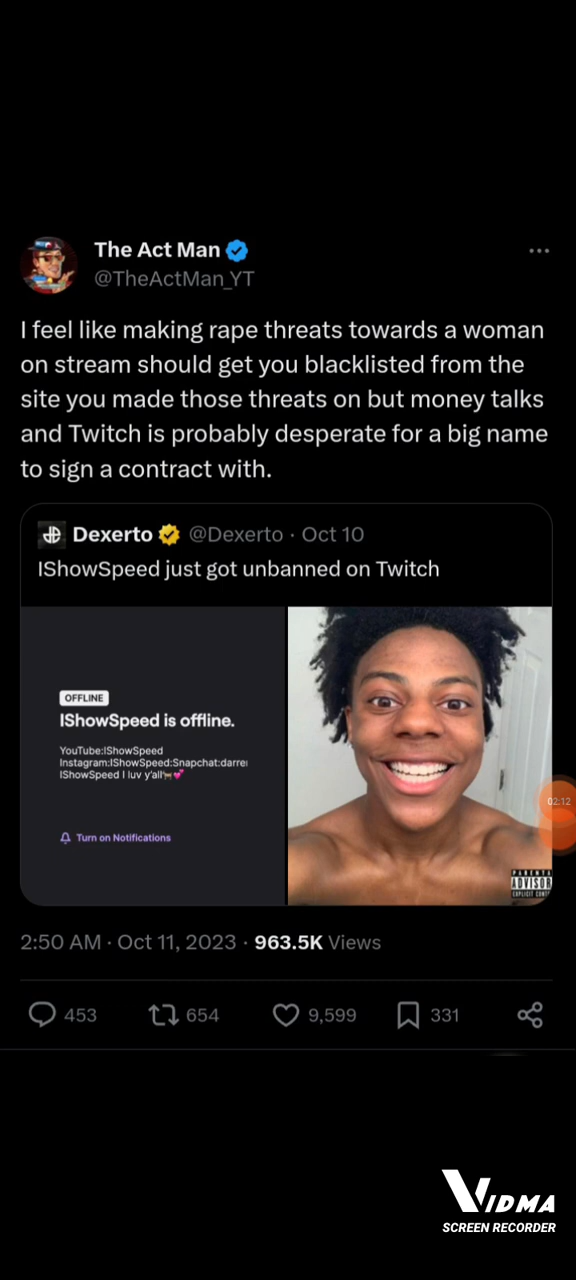 The Act Man
@TheActMan_YT
I feel like making rape threats towards a woman
on stream should get you blacklisted from the
site you made those threats on but money talks
and Twitch is probably desperate for a big name
to sign a contract with.
Dexerto @Dexerto · Oct 10
IShowSpeed just got unbanned on Twitch
OFFLINE
IShowSpeed is offline.
YouTube:IShowSpeed
Instagram:IShowSpeed:Snapchat:darrei
IShowSpeed I luv y'all🐂💕
Turn on Notifications
ADVISOR
02:12
2:50 AM · Oct 11, 2023 · 963.5K Views
453 654 9,599 331
VIDMA
SCREEN RECORDER